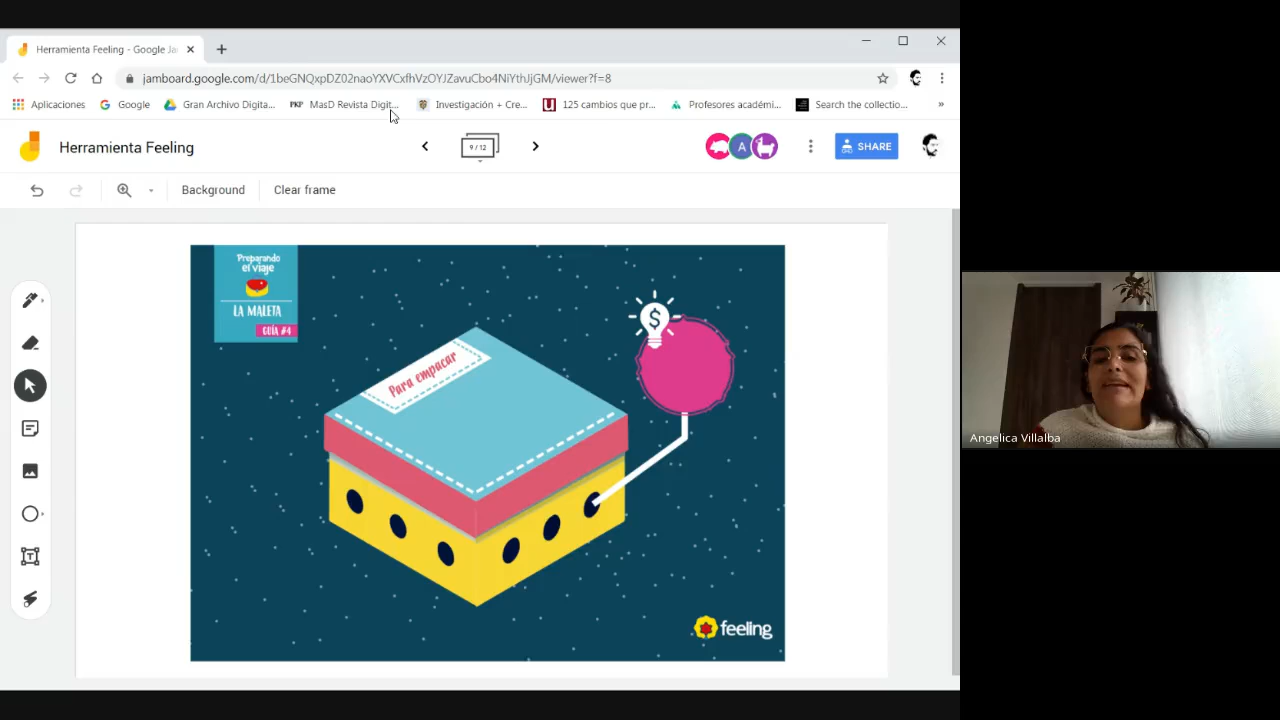 Herramienta Feeling - Google Ja
jamboard.google.com/d/1beGNQxpDZ02naoYXVCxfhVzOYJZavuCbo4NiYthJjGM/viewer?f=8
Aplicaciones Google Gran Archivo Digita... PKP MasD Revista Digit... Investigación + Cre... 125 cambios que pr... Profesores académi... Search the collectio... »
Herramienta Feeling 9 / 12 A SHARE
Background Clear frame
Preparando
el viaje
LA MALETA
GUÍA #4
$
Para empacar
feeling
Angelica Villalba